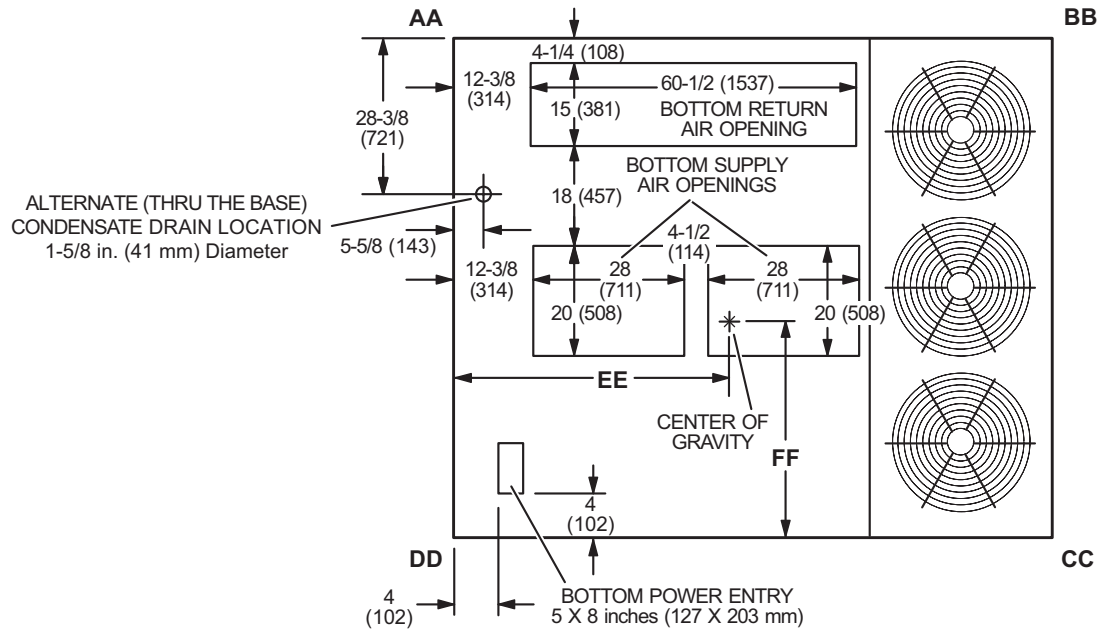 AA
BB
4-1/4 (108)
12-3/8
(314)
60-1/2 (1537)
15 (381)
BOTTOM RETURN
AIR OPENING
28-3/8
(721)
BOTTOM SUPPLY
AIR OPENINGS
18 (457)
ALTERNATE (THRU THE BASE)
CONDENSATE DRAIN LOCATION
1-5/8 in. (41 mm) Diameter
5-5/8 (143)
4-1/2
(114)
12-3/8
(314)
28
(711)
28
(711)
20 (508)
20 (508)
EE
CENTER OF
GRAVITY
FF
4
(102)
DD
CC
4
(102)
BOTTOM POWER ENTRY
5 X 8 inches (127 X 203 mm)